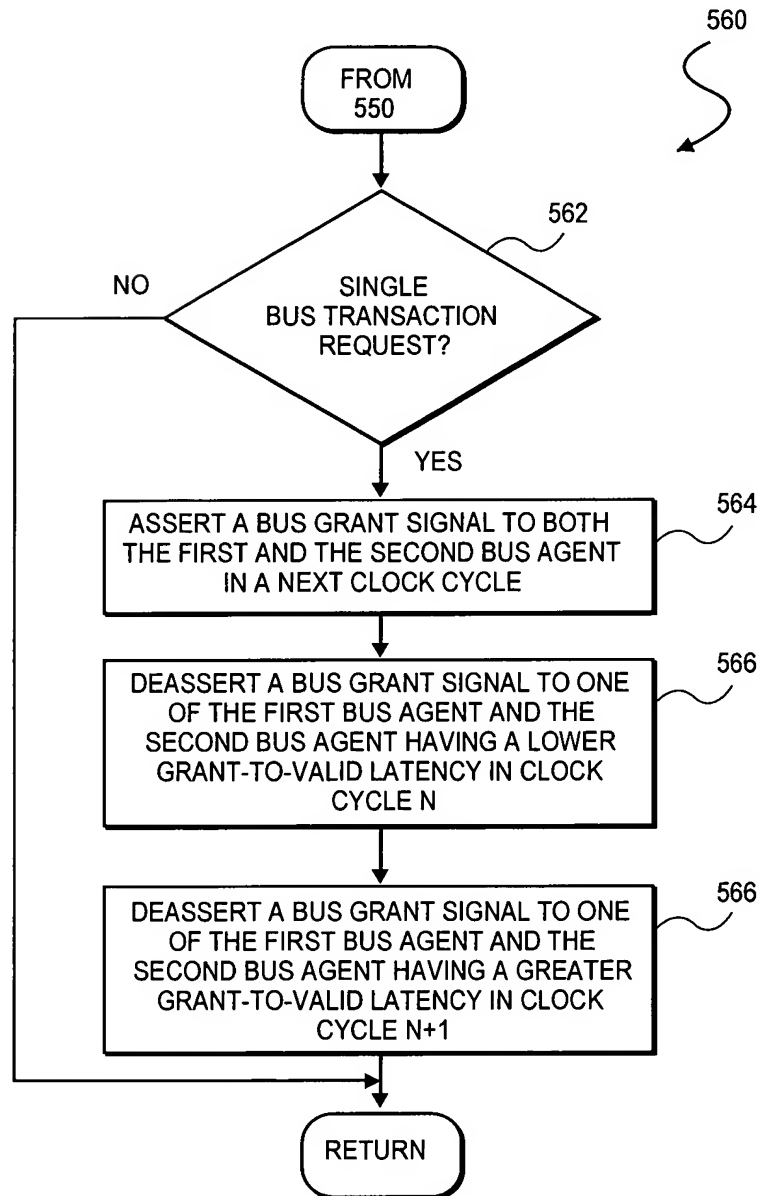 560
FROM
550
562
NO
SINGLE
BUS TRANSACTION
REQUEST?
YES
564
ASSERT A BUS GRANT SIGNAL TO BOTH
THE FIRST AND THE SECOND BUS AGENT
IN A NEXT CLOCK CYCLE
566
DEASSERT A BUS GRANT SIGNAL TO ONE
OF THE FIRST BUS AGENT AND THE
SECOND BUS AGENT HAVING A LOWER
GRANT-TO-VALID LATENCY IN CLOCK
CYCLE N
566
DEASSERT A BUS GRANT SIGNAL TO ONE
OF THE FIRST BUS AGENT AND THE
SECOND BUS AGENT HAVING A GREATER
GRANT-TO-VALID LATENCY IN CLOCK
CYCLE N+1
RETURN